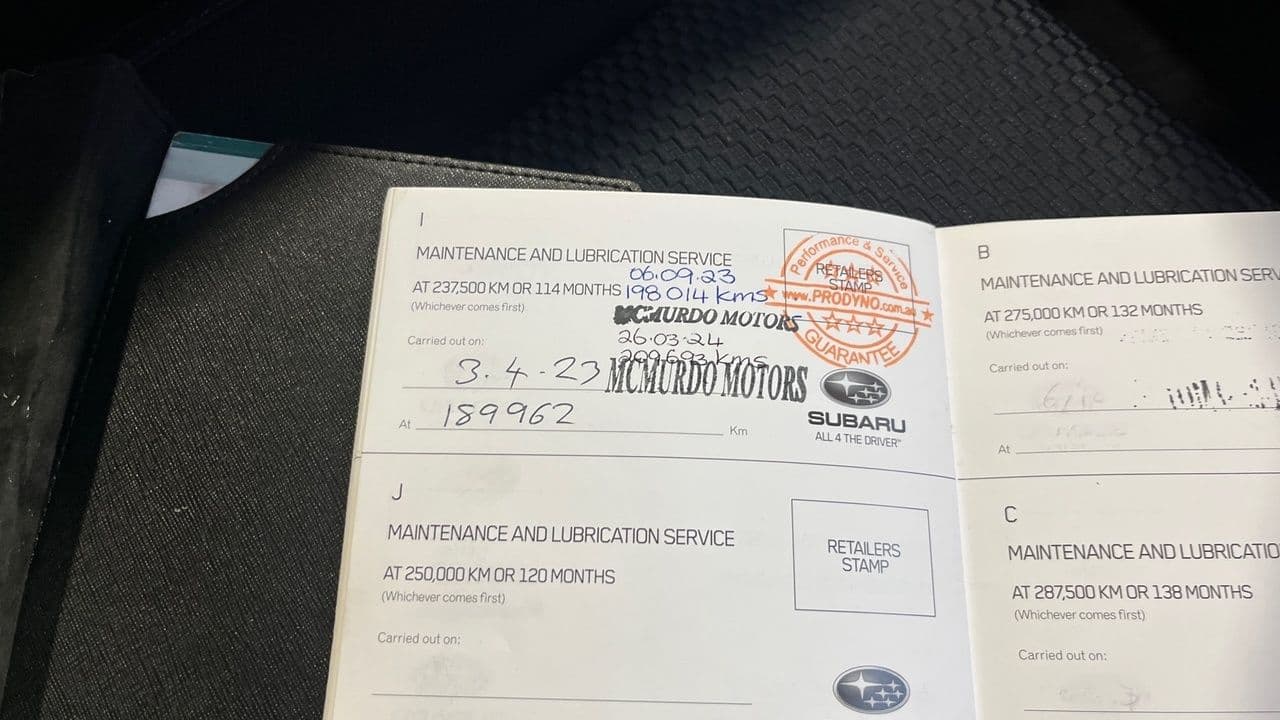 I
MAINTENANCE AND LUBRICATION SERVICE
06.09.23
AT 237,500 KM OR 114 MONTHS 198014 kms
(Whichever comes first)
MCMURDO MOTORS
Carried out on:
26.03.24
209,693 kms
3.4.23 MCMURDO MOTORS
At 189962 Km
Performance & Service
RETAILERS
STAMP
www.PRODYNO.com.au
GUARANTEE
SUBARU
ALL 4 THE DRIVER™
J
MAINTENANCE AND LUBRICATION SERVICE
AT 250,000 KM OR 120 MONTHS
(Whichever comes first)
Carried out on:
RETAILERS
STAMP
B
MAINTENANCE AND LUBRICATION SERV
AT 275,000 KM OR 132 MONTHS
(Whichever comes first)
Carried out on:
At
C
MAINTENANCE AND LUBRICATIO
AT 287,500 KM OR 138 MONTHS
(Whichever comes first)
Carried out on: